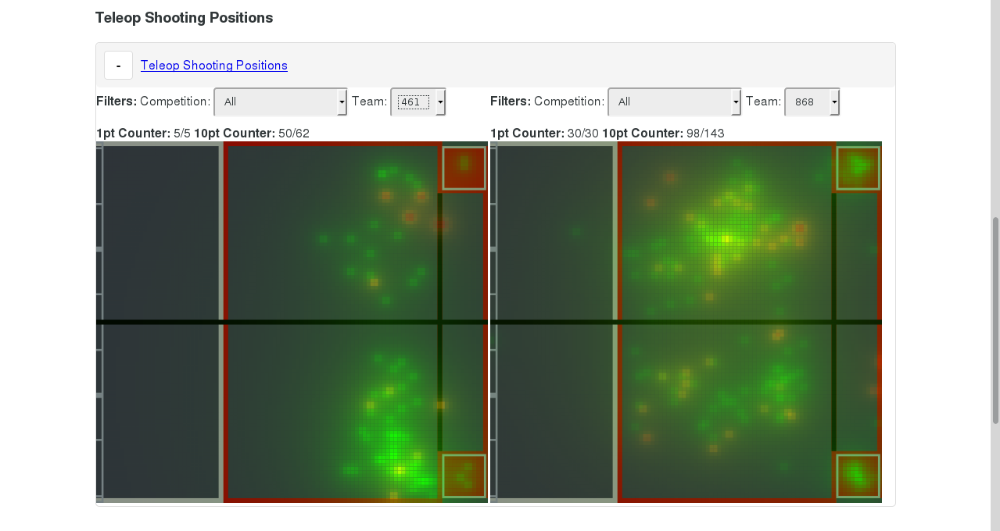 Teleop Shooting Positions
- Teleop Shooting Positions
Filters: Competition: All Team: 461 Filters: Competition: All Team: 868
1pt Counter: 5/5 10pt Counter: 50/62 1pt Counter: 30/30 10pt Counter: 98/143